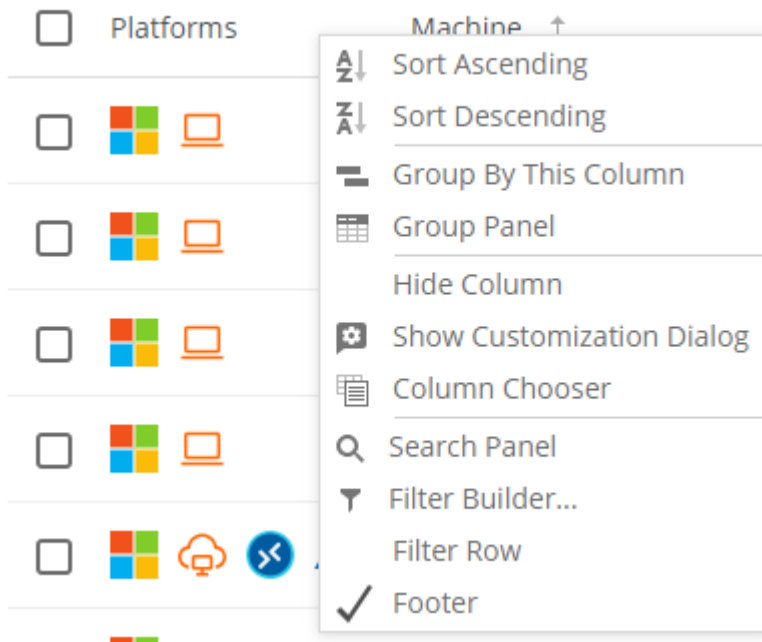 Platforms Machine
Sort Ascending
Sort Descending
Group By This Column
Group Panel
Hide Column
Show Customization Dialog
Column Chooser
Search Panel
Filter Builder...
Filter Row
Footer